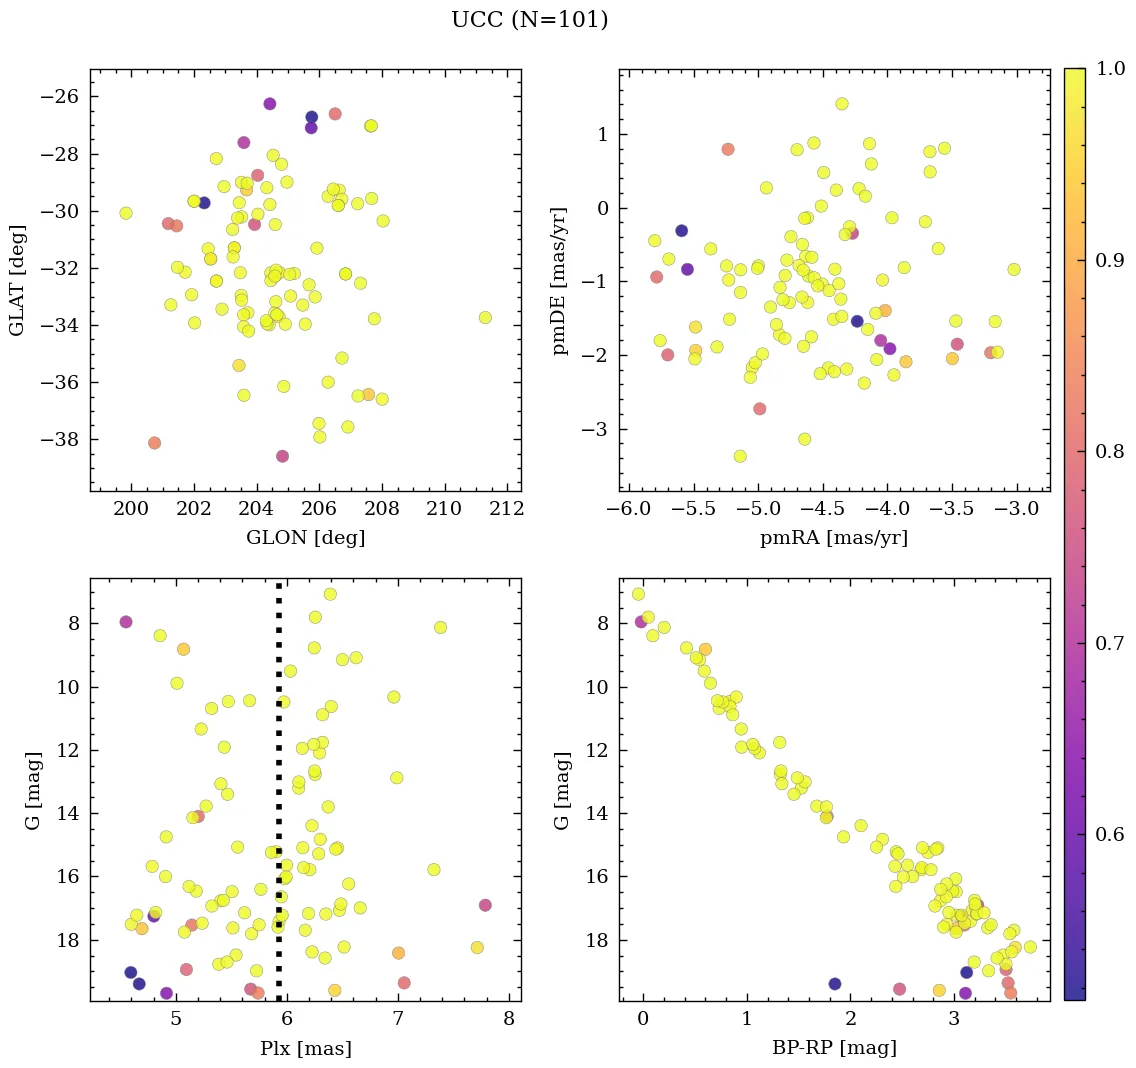 UCC (N=101)
−26
−28
−30
−32
−34
−36
−38
GLAT [deg]
200 202 204 206 208 210 212
GLON [deg]
1
0
−1
−2
−3
pmDE [mas/yr]
−6.0 −5.5 −5.0 −4.5 −4.0 −3.5 −3.0
pmRA [mas/yr]
8
10
12
14
16
18
G [mag]
5 6 7 8
Plx [mas]
8
10
12
14
16
18
G [mag]
0 1 2 3
BP-RP [mag]
1.0
0.9
0.8
0.7
0.6